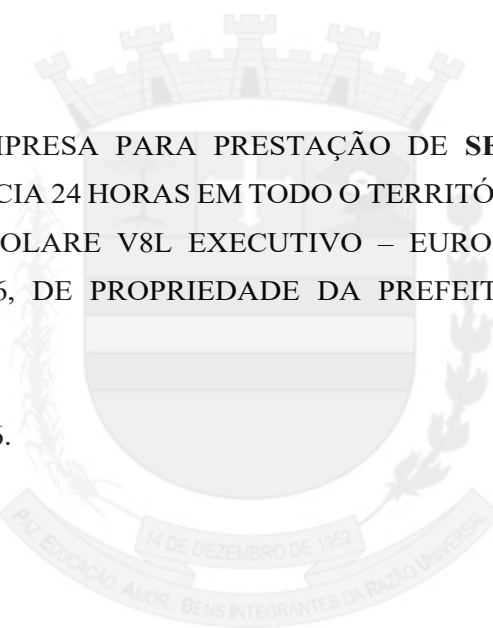 MPRESA PARA PRESTAÇÃO DE SE
CIA 24 HORAS EM TODO O TERRITÓ
OLARE V8L EXECUTIVO – EURO
6, DE PROPRIEDADE DA PREFEIT
6.
14 DE DEZEMBRO DE 1952
PAZ, EDUCAÇÃO, AMOR - BENS INTEGRANTES DA RAZÃO UNIVERSAL